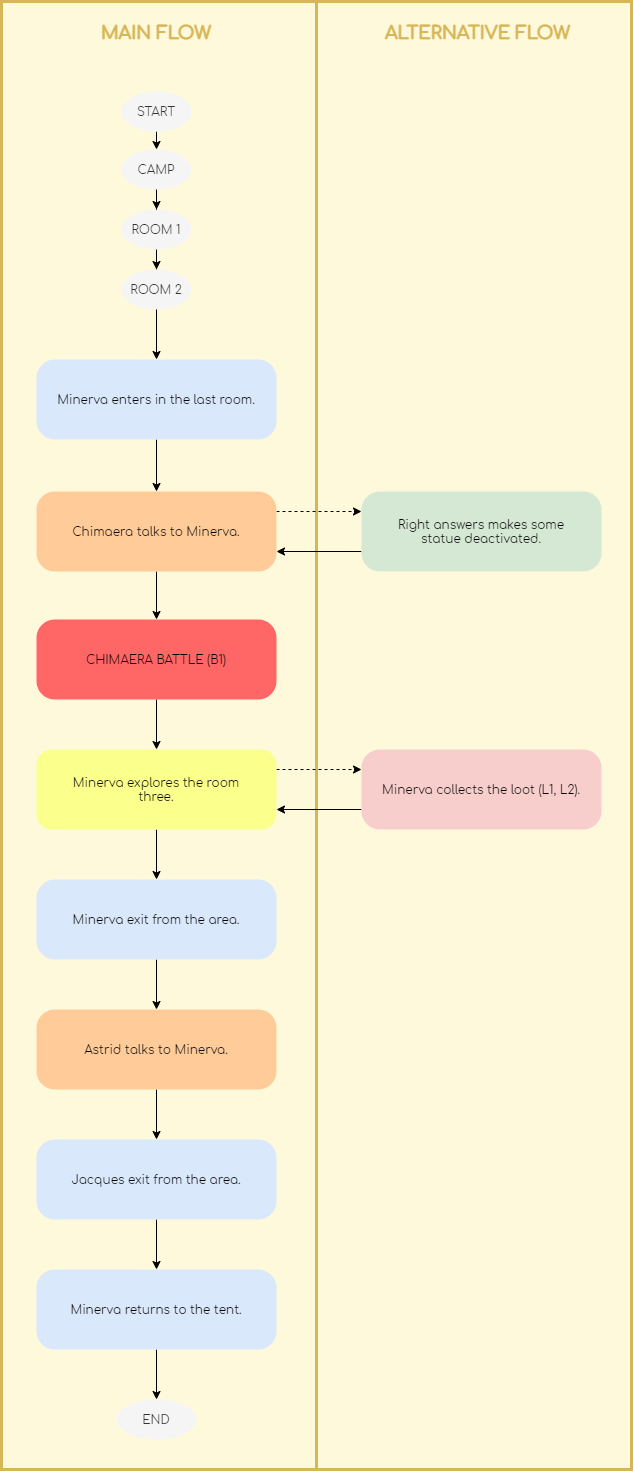 MAIN FLOW
ALTERNATIVE FLOW
START
CAMP
ROOM 1
ROOM 2
Minerva enters in the last room.
Chimaera talks to Minerva.
Right answers makes some
statue deactivated.
CHIMAERA BATTLE (B1)
Minerva explores the room
three.
Minerva collects the loot (L1, L2).
Minerva exit from the area.
Astrid talks to Minerva.
Jacques exit from the area.
Minerva returns to the tent.
END